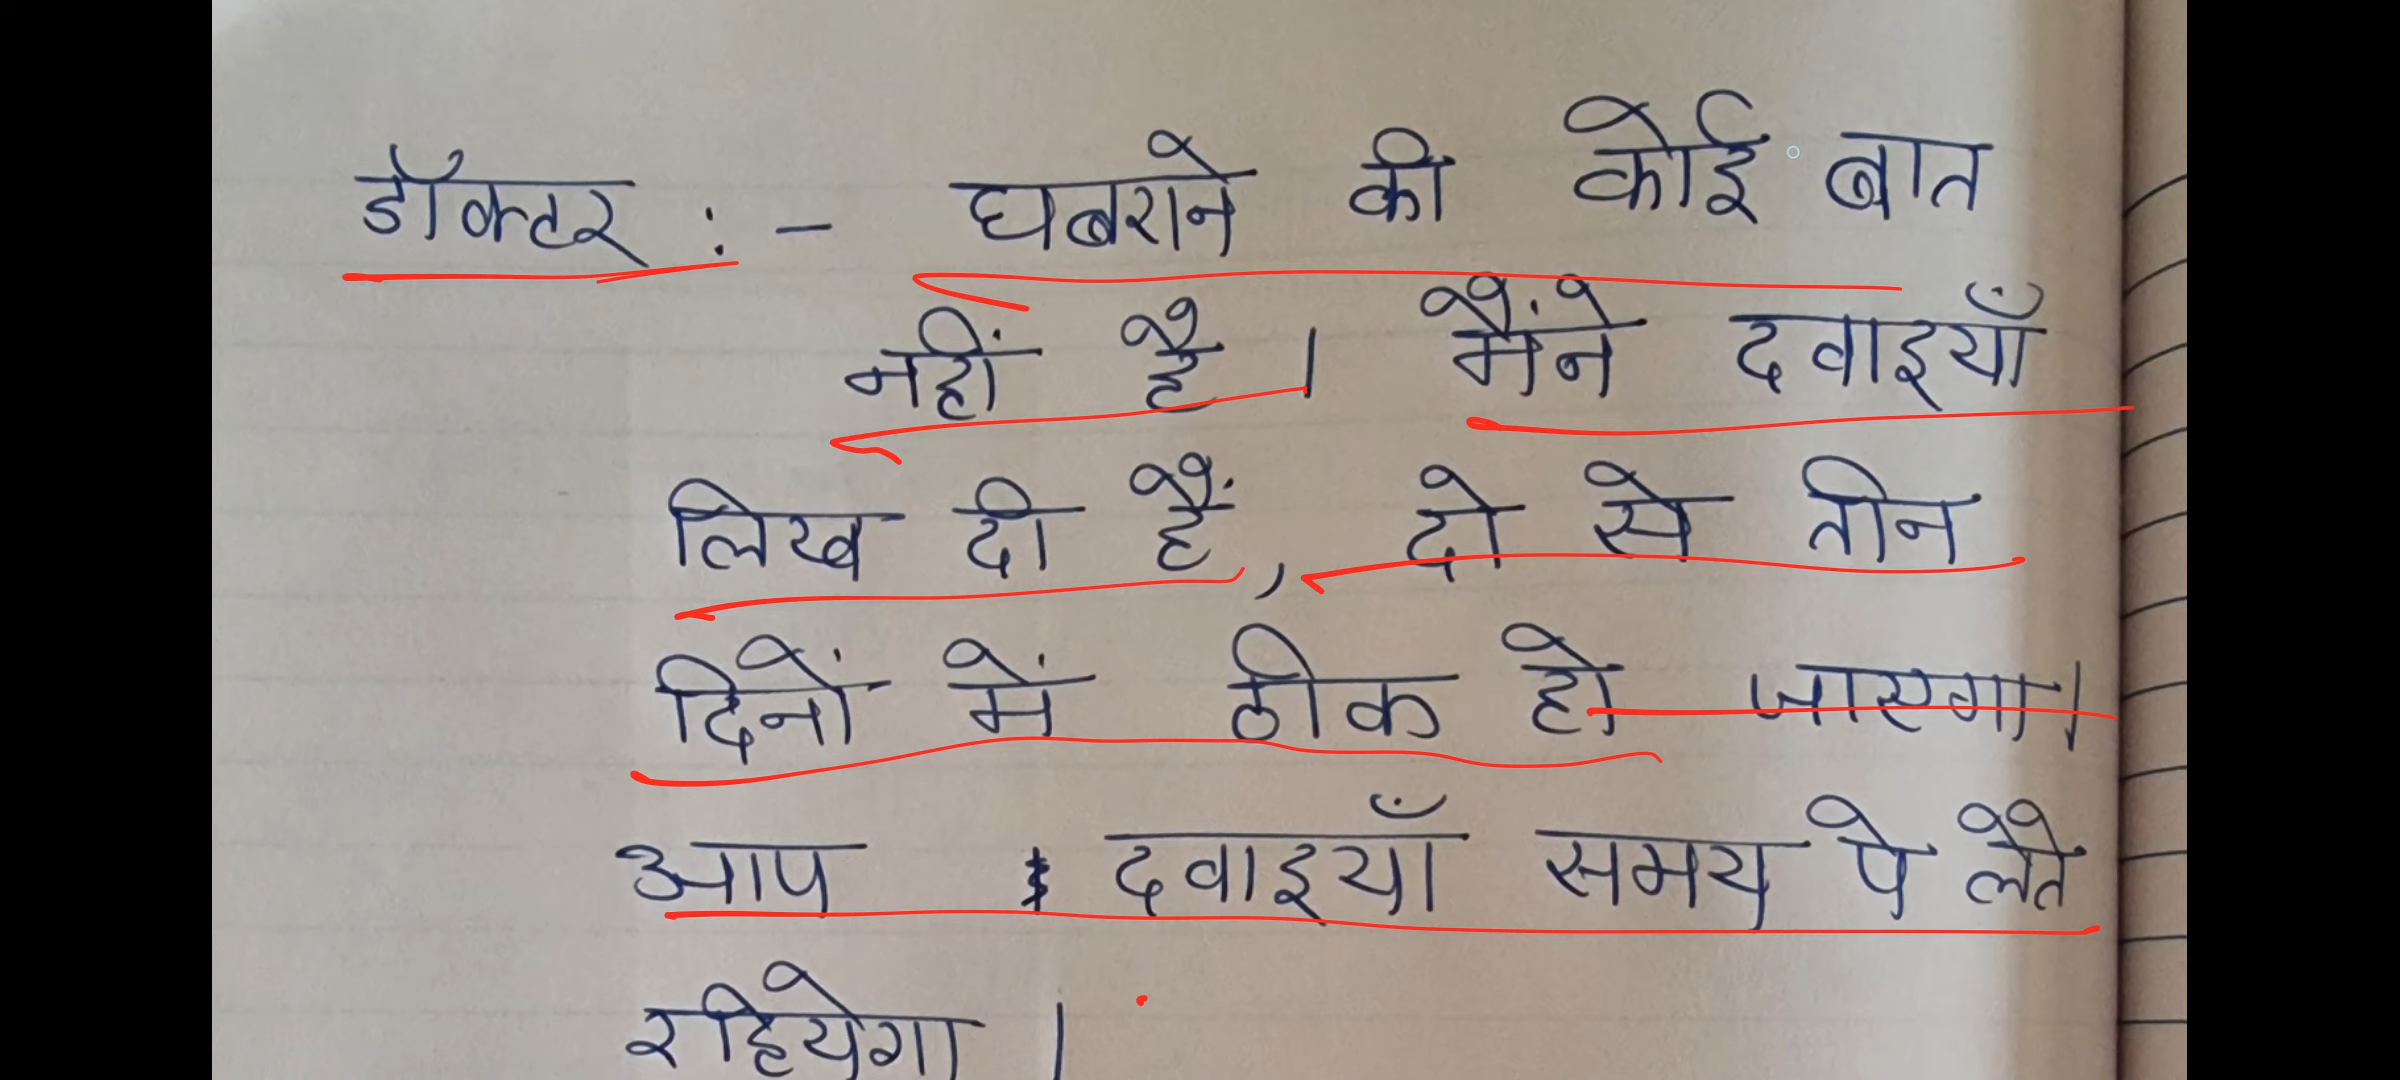 डॉक्टर :- घबराने की कोई बात
नहीं है। मैंने दवाइयाँ
लिख दी हैं, दो से तीन
दिनों में ठीक हो जाएगा।
आप दवाइयाँ समय पे लेते
रहियेगा।